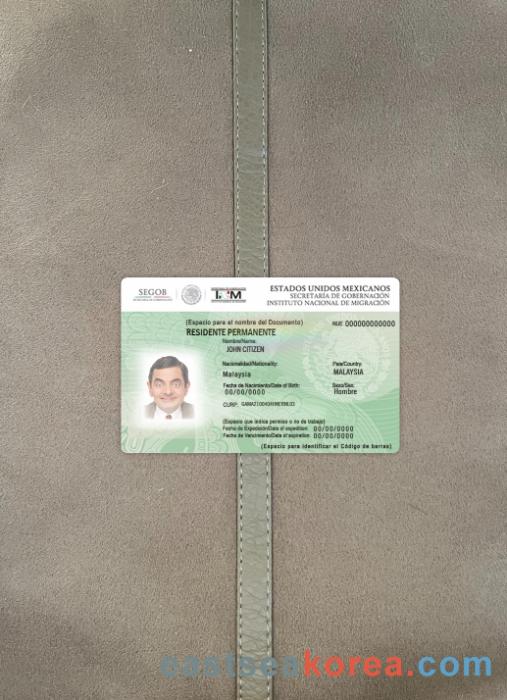 SEGOB
ESTADOS UNIDOS MEXICANOS
SECRETARÍA DE GOBERNACIÓN
INSTITUTO NACIONAL DE MIGRACIÓN
(Espacio para el nombre del Documento)
NUE 000000000000
RESIDENTE PERMANENTE
Nombre/Name:
JOHN CITIZEN
Nacionalidad/Nationality:
País/Country:
Malaysia
MALAYSIA
Fecha de Nacimiento/Date of Birth:
Sexo/Sex:
00/00/0000
Hombre
CURP:
(Espacio que indica permiso o no de trabajo)
Fecha de Expedición/Date of expedition: 00/00/0000
Fecha de Vencimiento/Date of expiration: 00/00/0000
(Espacio para identificar el Código de barras)
eastseakorea.com